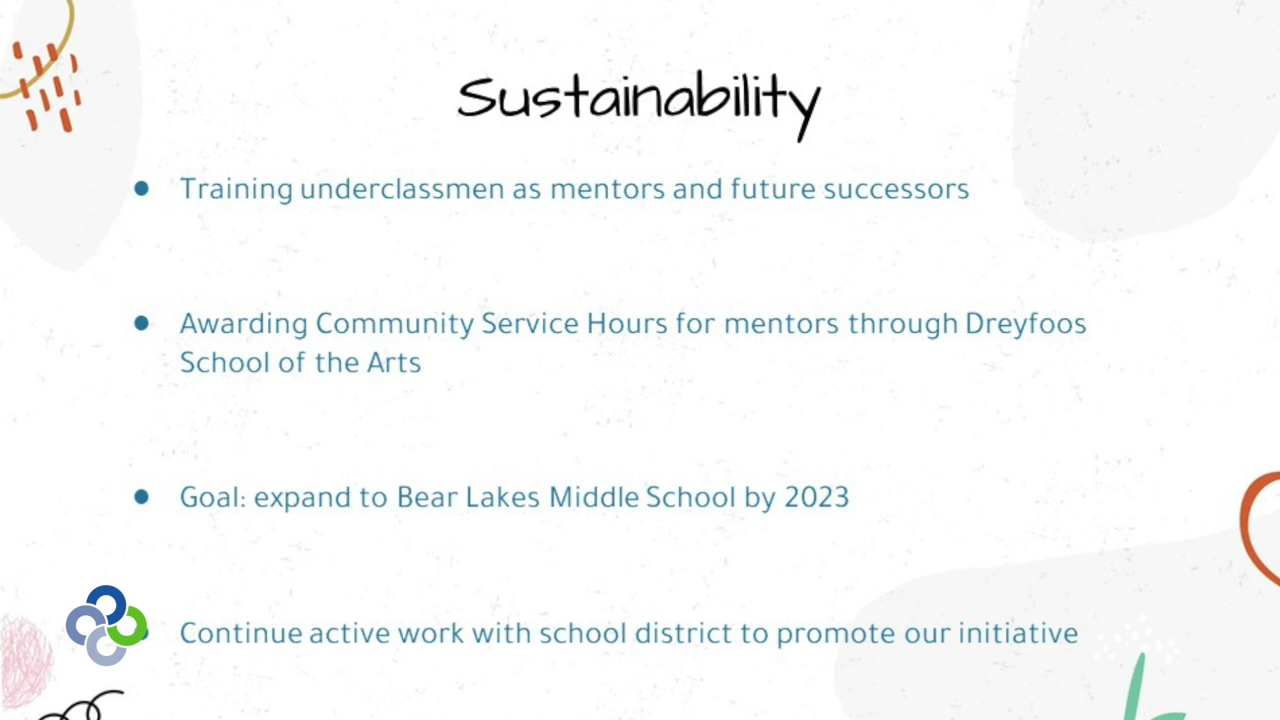 Sustainability
Training underclassmen as mentors and future successors
Awarding Community Service Hours for mentors through Dreyfoos
School of the Arts
Goal: expand to Bear Lakes Middle School by 2023
Continue active work with school district to promote our initiative